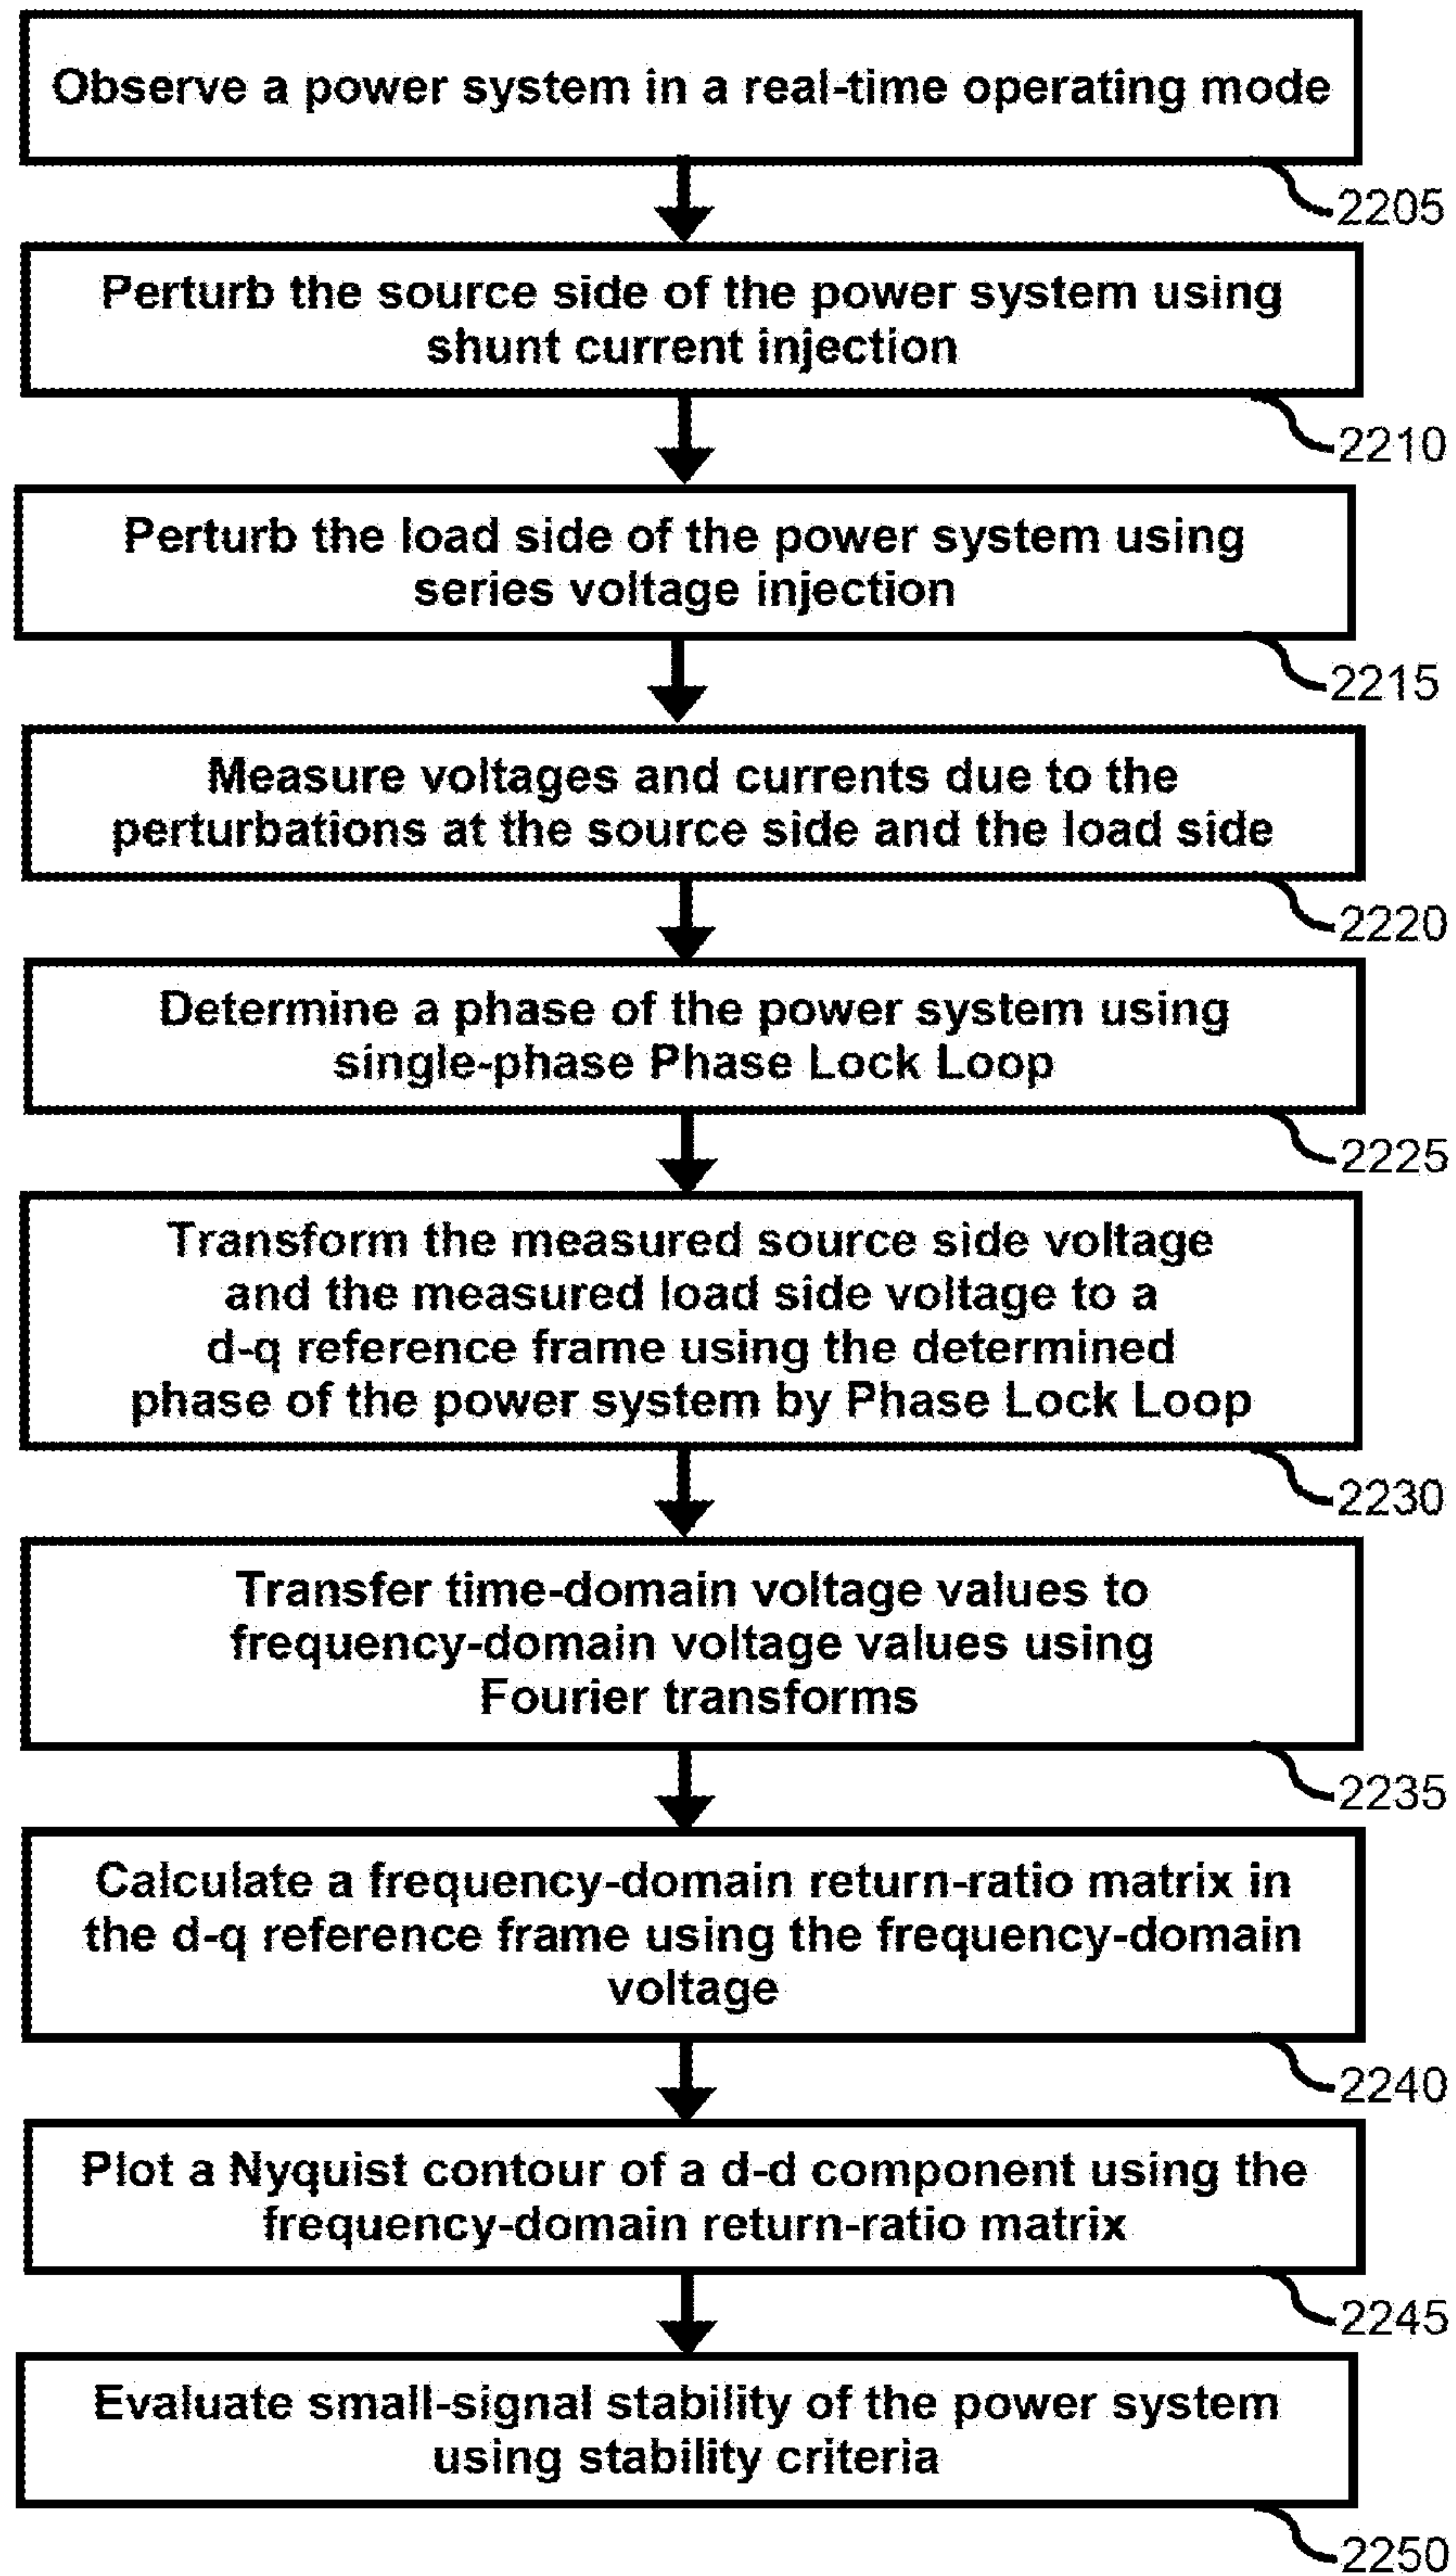 Observe a power system in a real-time operating mode
2205
Perturb the source side of the power system using
shunt current injection
2210
Perturb the load side of the power system using
series voltage injection
2215
Measure voltages and currents due to the
perturbations at the source side and the load side
2220
Determine a phase of the power system using
single-phase Phase Lock Loop
2225
Transform the measured source side voltage
and the measured load side voltage to a
d-q reference frame using the determined
phase of the power system by Phase Lock Loop
2230
Transfer time-domain voltage values to
frequency-domain voltage values using
Fourier transforms
2235
Calculate a frequency-domain return-ratio matrix in
the d-q reference frame using the frequency-domain
voltage
2240
Plot a Nyquist contour of a d-d component using the
frequency-domain return-ratio matrix
2245
Evaluate small-signal stability of the power system
using stability criteria
2250